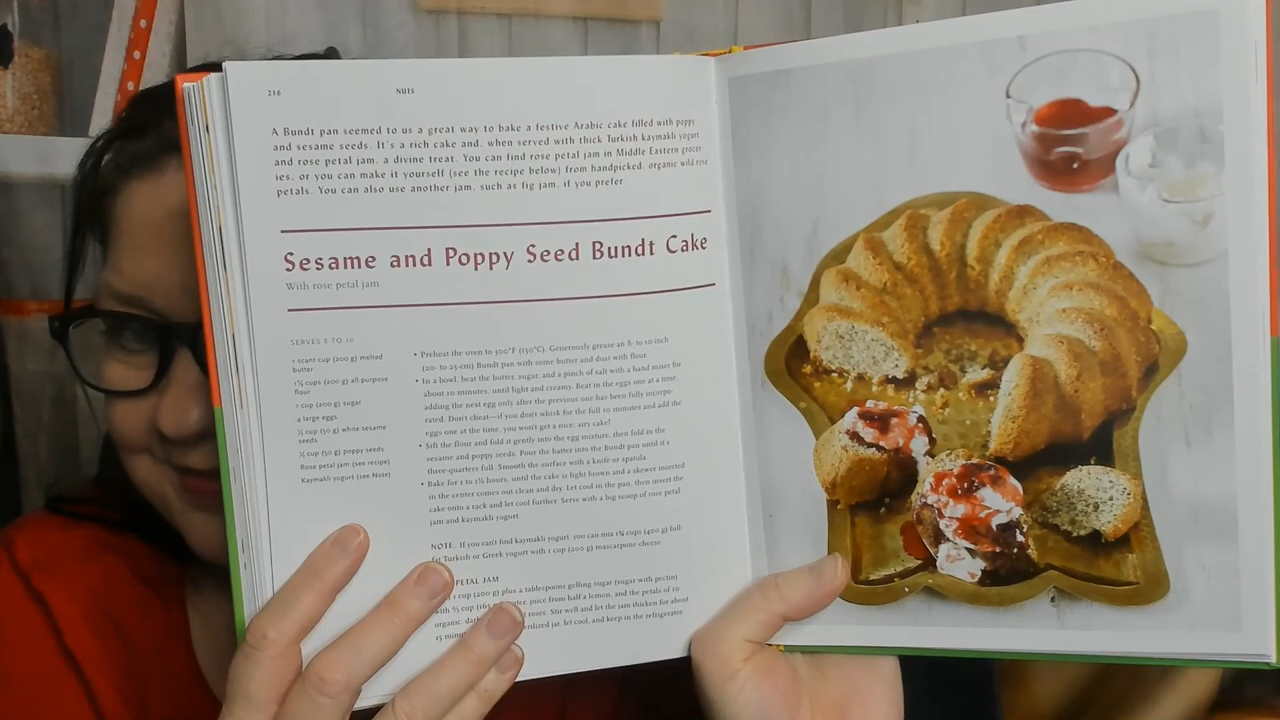 216
NUTS
A Bundt pan seemed to us a great way to bake a festive Arabic cake filled with poppy
and sesame seeds. It's a rich cake and, when served with thick Turkish kaymakli yogurt
and rose petal jam, a divine treat. You can find rose petal jam in Middle Eastern grocer
ies, or you can make it yourself (see the recipe below) from handpicked, organic wild rose
petals. You can also use another jam, such as fig jam, if you prefer.
Sesame and Poppy Seed Bundt Cake
With rose petal jam
SERVES 8 TO 10
1 scant cup (200 g) melted
butter
cups (200 g) all-purpose
flour
1 cup (200 g) sugar
4 large eggs
cup (50 g) white sesame
seeds
cup (50 g) poppy seeds
Rose petal jam (see recipe)
Kaymakli yogurt (see Note)
• Preheat the oven to 300°F (150°C). Generously grease an 8- to 10-inch
(20- to 25-cm) Bundt pan with some butter and dust with flour.
• In a bowl, beat the butter, sugar, and a pinch of salt with a hand mixer for
about 10 minutes, until light and creamy. Beat in the eggs one at a time,
adding the next egg only after the previous one has been fully incorpo-
rated. Don't cheat—if you don't whisk for the full 10 minutes and add the
eggs one at the time, you won't get a nice, airy cake!
• Sift the flour and fold it gently into the egg mixture, then fold in the
sesame and poppy seeds. Pour the batter into the Bundt pan until it's
three-quarters full. Smooth the surface with a knife or spatula.
• Bake for 1 to 1¼ hours, until the cake is light brown and a skewer inserted
in the center comes out clean and dry. Let cool in the pan, then insert the
cake onto a rack and let cool further. Serve with a big scoop of rose petal
jam and kaymakli yogurt.
NOTE: If you can't find kaymakli yogurt, you can mix 1¾ cups (400 g) full-
fat Turkish or Greek yogurt with 1 cup (200 g) mascarpone cheese
PETAL JAM
1 cup (200 g) plus 2 tablespoons gelling sugar (sugar with pectin)
with ⅔ cup (165 juice from half a lemon, and the petals of 10
organic, roses. Stir well and let the jam thicken for about
15 let cool, and keep in the refrigerator